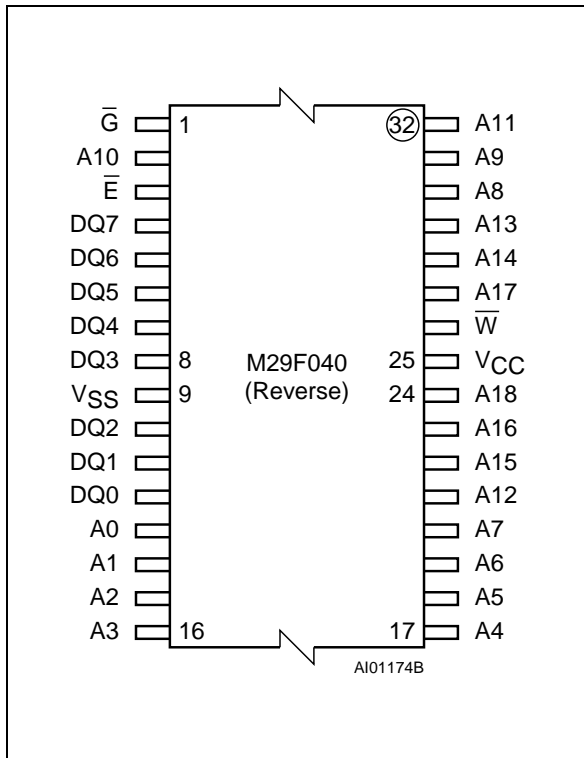 G̅ 1 32 A11
A10 A9
E̅ A8
DQ7 A13
DQ6 A14
DQ5 A17
DQ4 W̅
DQ3 8 M29F040 25 VCC
VSS 9 (Reverse) 24 A18
DQ2 A16
DQ1 A15
DQ0 A12
A0 A7
A1 A6
A2 A5
A3 16 17 A4
AI01174B